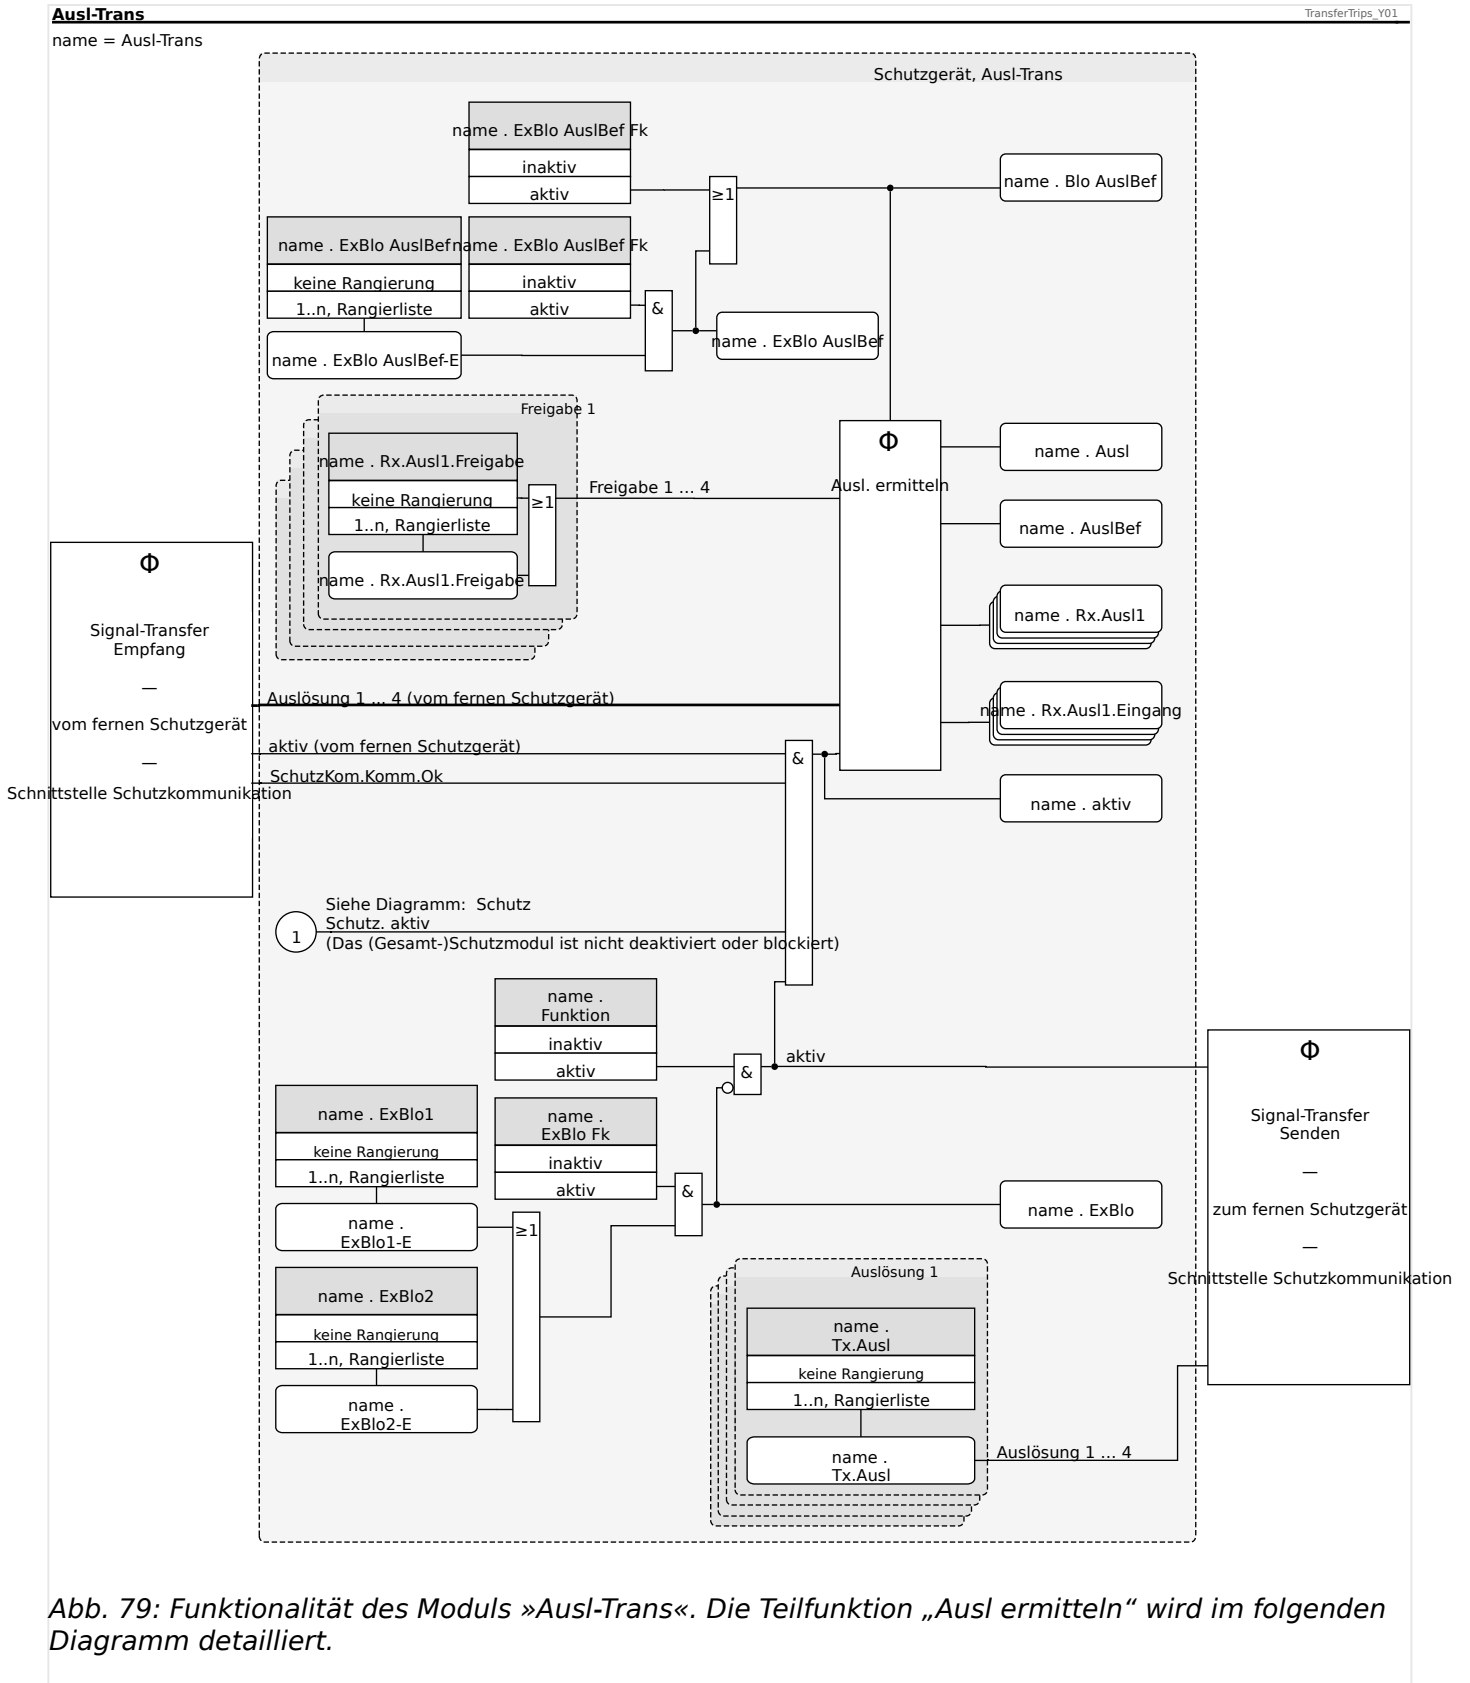 Ausl-Trans
TransferTrips_Y01
name = Ausl-Trans
Schutzgerät, Ausl-Trans
name . ExBlo AuslBef Fk
inaktiv
aktiv
≥1
name . Blo AuslBef
name . ExBlo AuslBef
keine Rangierung
1..n, Rangierliste
name . ExBlo AuslBef-E
name . ExBlo AuslBef Fk
inaktiv
aktiv
&
name . ExBlo AuslBef
Freigabe 1
name . Rx.Ausl1.Freigabe
keine Rangierung
1..n, Rangierliste
name . Rx.Ausl1.Freigabe
≥1
Freigabe 1 ... 4
Φ
Ausl. ermitteln
name . Ausl
name . AuslBef
name . Rx.Ausl1
name . Rx.Ausl1.Eingang
name . aktiv
Φ
Signal-Transfer
Empfang
—
vom fernen Schutzgerät
—
Schnittstelle Schutzkommunikation
Auslösung 1 ... 4 (vom fernen Schutzgerät)
aktiv (vom fernen Schutzgerät)
SchutzKom.Komm.Ok
&
1
Siehe Diagramm:  Schutz
Schutz. aktiv
(Das (Gesamt-)Schutzmodul ist nicht deaktiviert oder blockiert)
name .
Funktion
inaktiv
aktiv
&
aktiv
name . ExBlo1
keine Rangierung
1..n, Rangierliste
name .
ExBlo1-E
name .
ExBlo Fk
inaktiv
aktiv
&
≥1
name . ExBlo
name . ExBlo2
keine Rangierung
1..n, Rangierliste
name .
ExBlo2-E
Auslösung 1
name .
Tx.Ausl
keine Rangierung
1..n, Rangierliste
name .
Tx.Ausl
Auslösung 1 ... 4
Φ
Signal-Transfer
Senden
—
zum fernen Schutzgerät
—
Schnittstelle Schutzkommunikation
Abb. 79: Funktionalität des Moduls »Ausl-Trans«. Die Teilfunktion „Ausl ermitteln“ wird im folgenden
Diagramm detailliert.